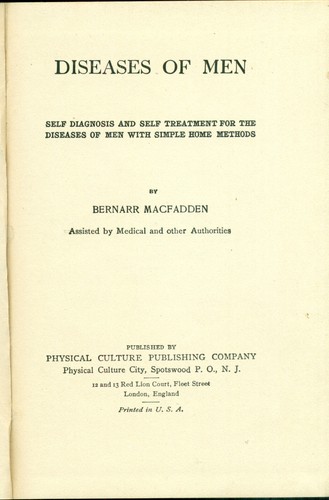 DISEASES OF MEN
SELF DIAGNOSIS AND SELF TREATMENT FOR THE
DISEASES OF MEN WITH SIMPLE HOME METHODS
BY
BERNARR MACFADDEN
Assisted by Medical and other Authorities
PUBLISHED BY
PHYSICAL CULTURE PUBLISHING COMPANY
Physical Culture City, Spotswood P. O., N. J.
12 and 13 Red Lion Court, Fleet Street
London, England
Printed in U. S. A.